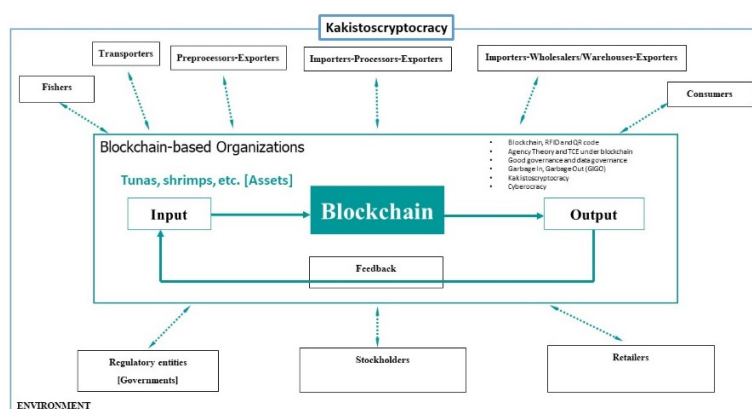 Kakistoscryptocracy
Transporters
Preprocessors-Exporters
Importers-Processors-Exporters
Importers-Wholesalers/Warehouses-Exporters
Fishers
Consumers
Blockchain-based Organizations
• Blockchain, RFID and QR code
• Agency Theory and TCE under blockchain
• Good governance and data governance
• Garbage In, Garbage Out (GIGO)
• Kakistoscryptocracy
• Cyberocracy
Tunas, shrimps, etc. [Assets]
Input
Blockchain
Output
Feedback
Regulatory entities
[Governments]
Stockholders
Retailers
ENVIRONMENT